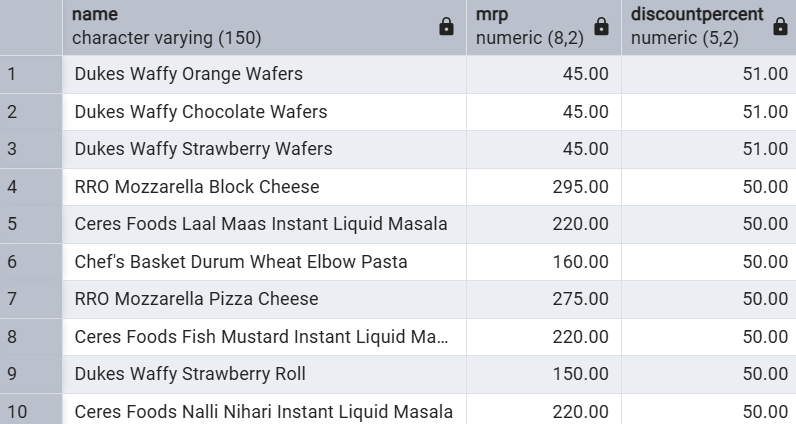 name mrp discountpercent
character varying (150) numeric (8,2) numeric (5,2)
1 Dukes Waffy Orange Wafers 45.00 51.00
2 Dukes Waffy Chocolate Wafers 45.00 51.00
3 Dukes Waffy Strawberry Wafers 45.00 51.00
4 RRO Mozzarella Block Cheese 295.00 50.00
5 Ceres Foods Laal Maas Instant Liquid Masala 220.00 50.00
6 Chef's Basket Durum Wheat Elbow Pasta 160.00 50.00
7 RRO Mozzarella Pizza Cheese 275.00 50.00
8 Ceres Foods Fish Mustard Instant Liquid Ma… 220.00 50.00
9 Dukes Waffy Strawberry Roll 150.00 50.00
10 Ceres Foods Nalli Nihari Instant Liquid Masala 220.00 50.00